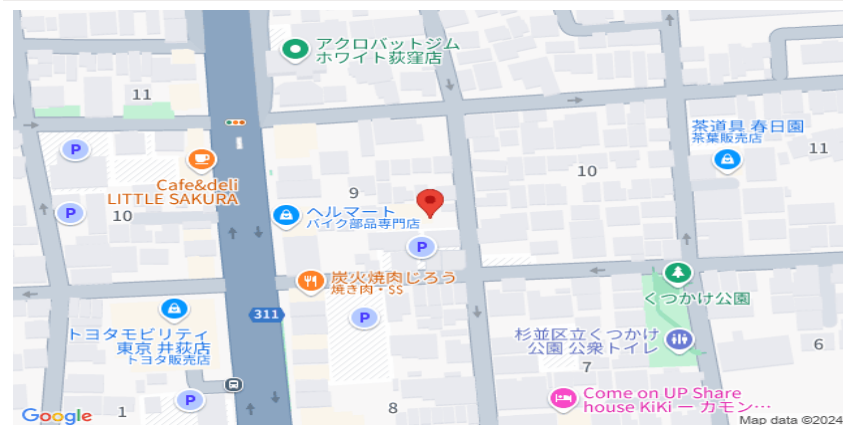 アクロバットジム
ホワイト荻窪店
11
茶道具 春日園
茶葉販売店
11
P
Cafe&deli
LITTLE SAKURA
10
9
10
P
10
ヘルマート
バイク部品専門店
P
炭火焼肉じろう
焼き肉・$$
くつかけ公園
311
P
トヨタモビリティ
東京 井荻店
トヨタ販売店
杉並区立くつかけ
公園 公衆トイレ
6
7
P
Come on UP Share
house KiKi ー カモン…
1
8
Google
Map data ©2024